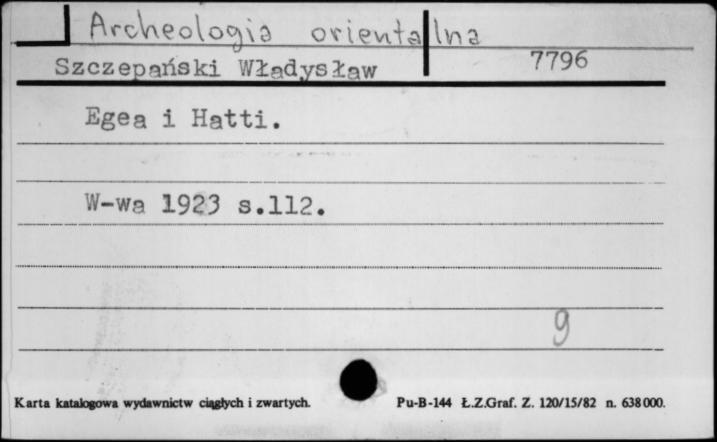 Archeologia orientalna
Szczepański Władysław 7796
Egea i Hatti.
W-wa 1923 s.112.
9
Karta katalogowa wydawnictw ciągłych i zwartych. Pu-B-144 Ł.Z.Graf. Z. 120/15/82 n. 638000.